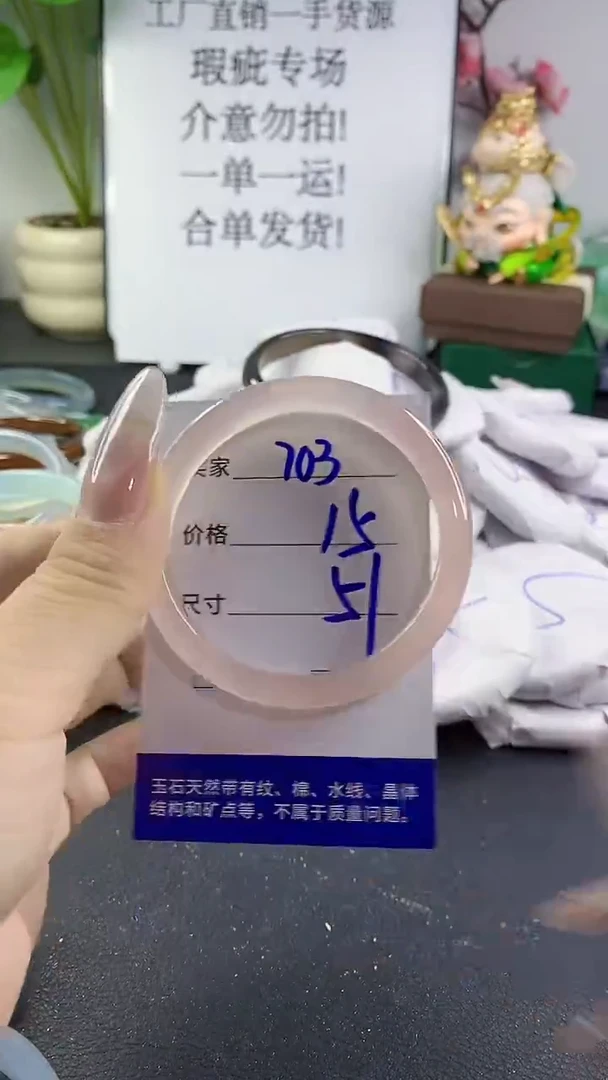 工厂直销一手货源
瑕疵专场
介意勿拍!
一单一运!
合单发货!
家 703
价格 15
尺寸 51
玉石天然带有纹、棉、水线、晶体
结构和矿点等，不属于质量问题。